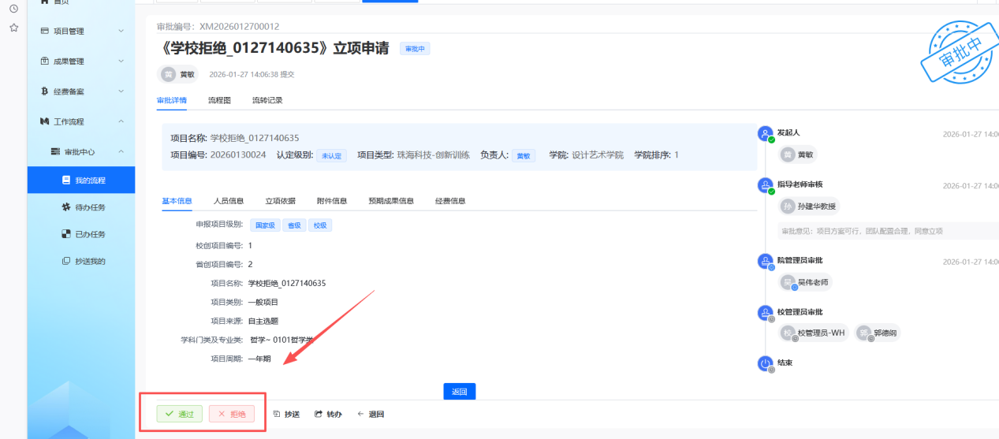 首页
项目管理
成果管理
经费备案
工作流程
审批中心
我的流程
待办任务
已办任务
抄送我的
审批编号: XM2026012700012
《学校拒绝_0127140635》立项申请 审批中
黄 黄敏 2026-01-27 14:06:38 提交
审批中
审批详情 流程图 流转记录
项目名称: 学校拒绝_0127140635
项目编号: 20260130024 认定级别: 未认定 项目类型: 珠海科技-创新训练 负责人: 黄敏 学院: 设计艺术学院 学院排序: 1
基本信息 人员信息 立项依据 附件信息 预期成果信息 经费信息
申报项目级别: 国家级 省级 校级
校创项目编号: 1
省创项目编号: 2
项目名称: 学校拒绝_0127140635
项目类别: 一般项目
项目来源: 自主选题
学科门类及专业类: 哲学~ 0101哲学类
项目周期: 一年期
返回
通过 拒绝 抄送 转办 退回
发起人 2026-01-27 14:0
黄 黄敏
指导老师审核 2026-01-27 14:0
孙 孙建华教授
审批意见: 项目方案可行,团队配置合理,同意立项
院管理员审批 2026-01-27 14:0
吴 吴伟老师
校管理员审批
校 校管理员-WH 郭 郭德纲
结束